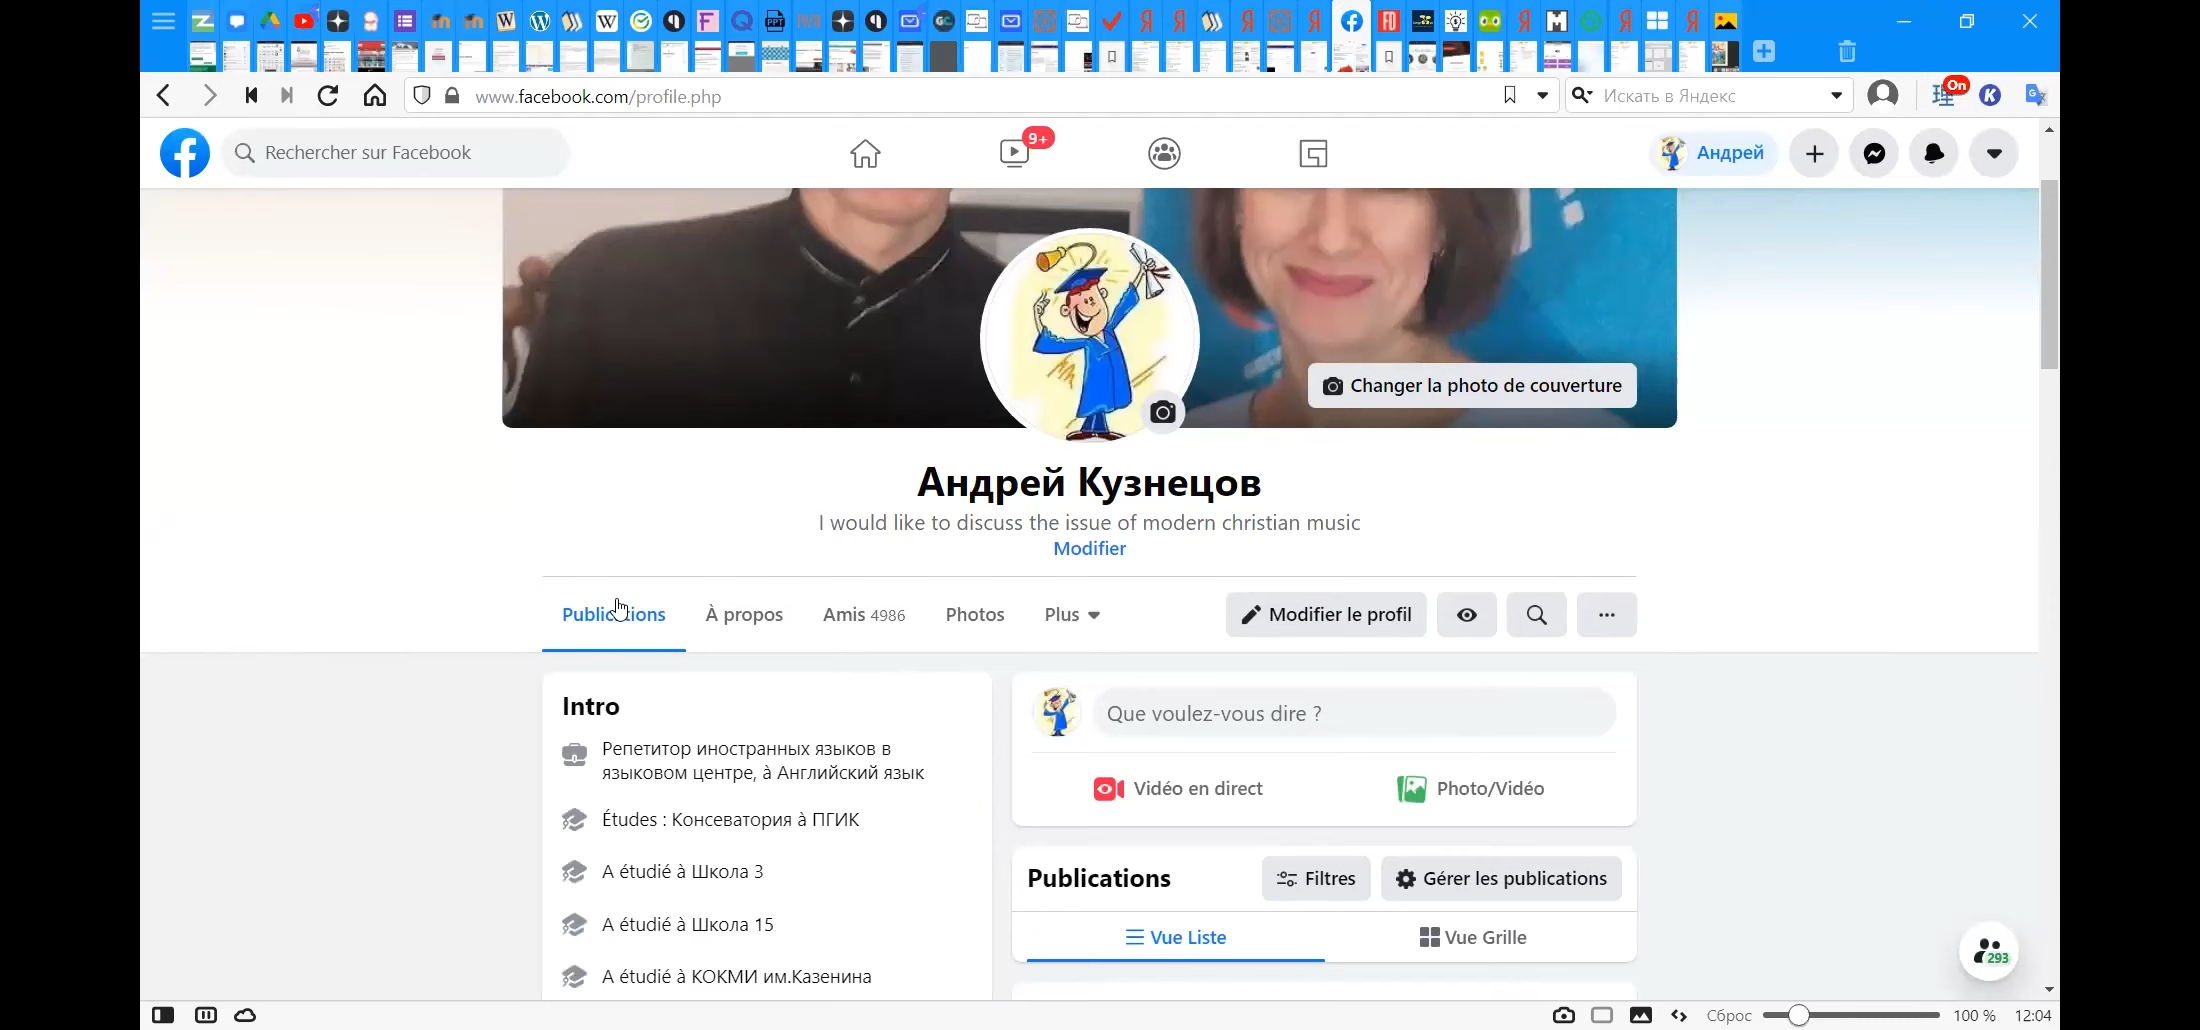 On
www.facebook.com/profile.php
Искать в Яндекс
Rechercher sur Facebook
9+
Андрей
Changer la photo de couverture
Андрей Кузнецов
I would like to discuss the issue of modern christian music
Modifier
Publications
À propos
Amis 4986
Photos
Plus
Modifier le profil
Intro
Репетитор иностранных языков в
языковом центре, à Английский язык
Études : Консеватория à ПГИК
A étudié à Школа 3
A étudié à Школа 15
A étudié à КОКМИ им.Казенина
Que voulez-vous dire ?
Vidéo en direct
Photo/Vidéo
Publications
Filtres
Gérer les publications
Vue Liste
Vue Grille
293
Сброс
100 %
12:04